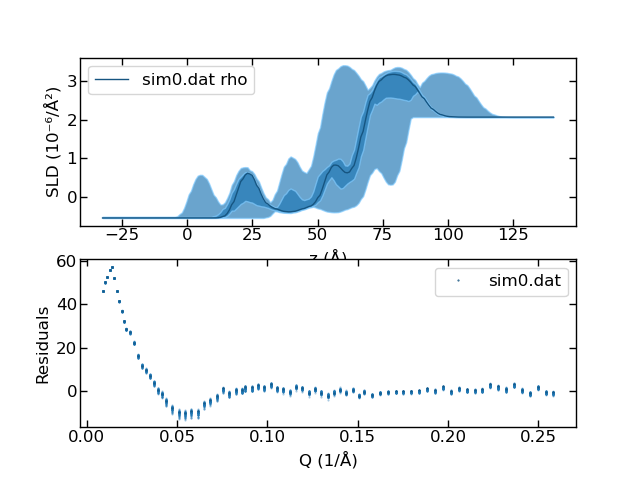 sim0.dat rho
SLD (10⁻⁶/Å²)
3
2
1
0
−25 0 25 50 75 100 125
z (Å)
sim0.dat
Residuals
60
40
20
0
0.00 0.05 0.10 0.15 0.20 0.25
Q (1/Å)